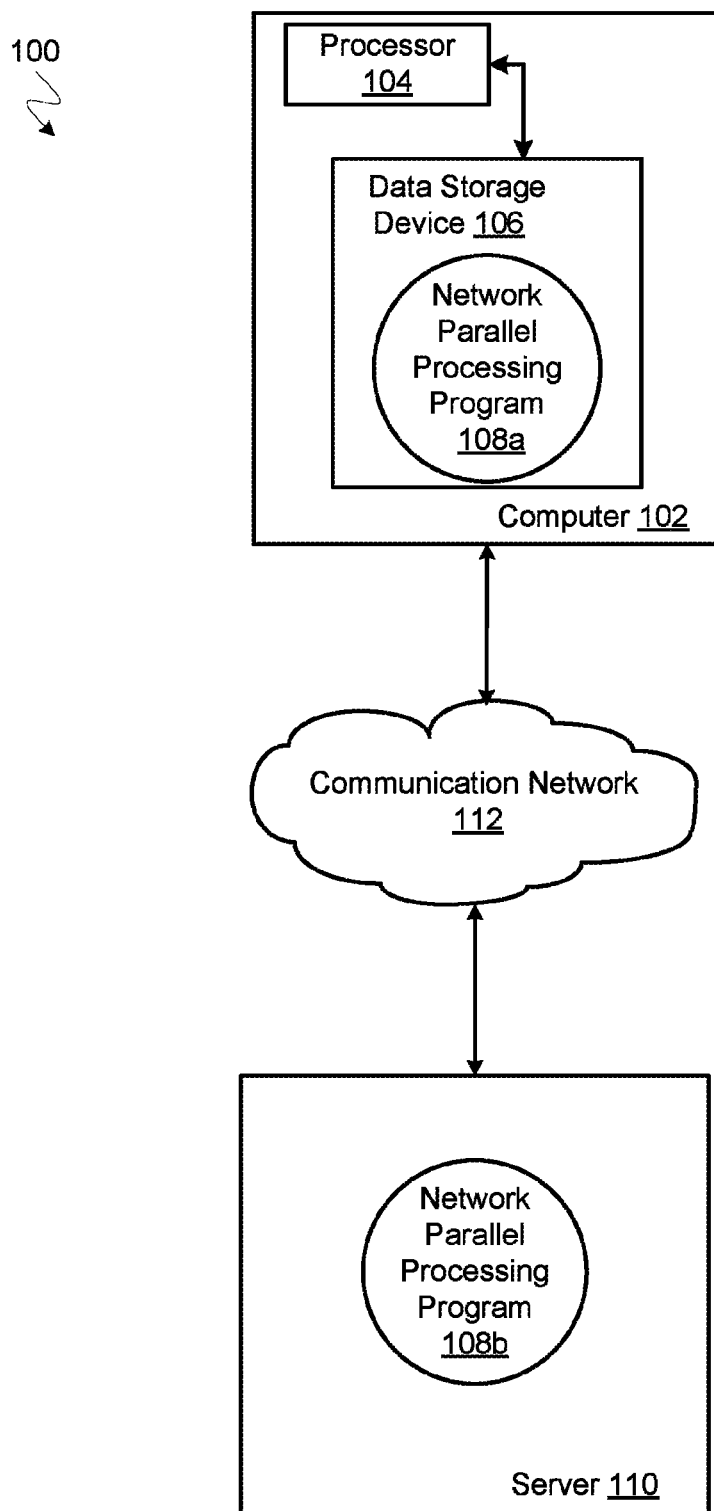 100
Processor
104
Data Storage
Device 106
Network
Parallel
Processing
Program
108a
Computer 102
Communication Network
112
Network
Parallel
Processing
Program
108b
Server 110